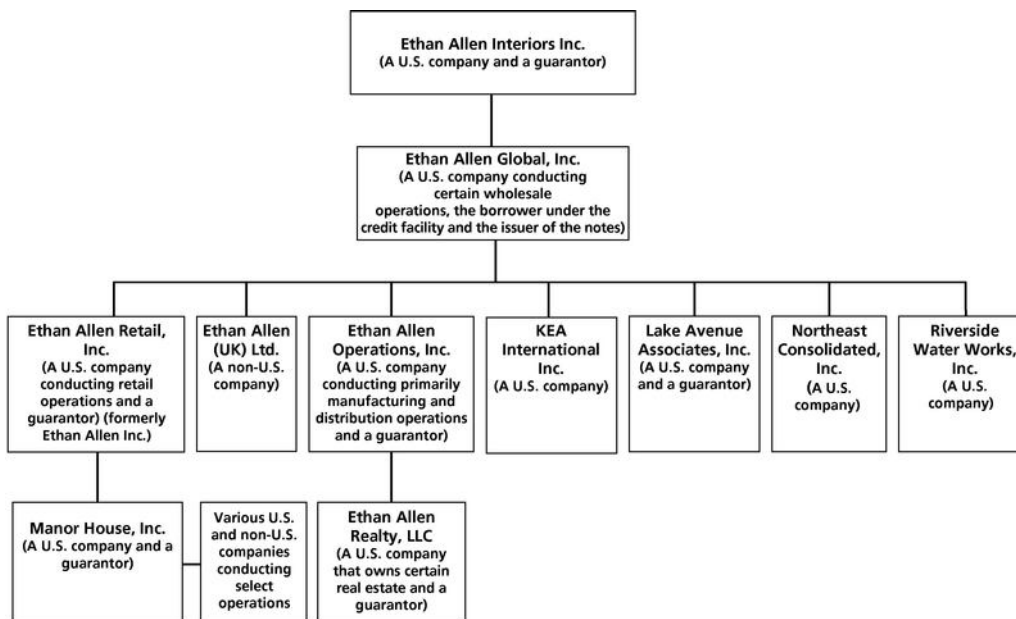 Ethan Allen Interiors Inc.
(A U.S. company and a guarantor)
Ethan Allen Global, Inc.
(A U.S. company conducting
certain wholesale
operations, the borrower under the
credit facility and the issuer of the notes)
Ethan Allen Retail,
Inc.
(A U.S. company
conducting retail
operations and a
guarantor) (formerly
Ethan Allen Inc.)
Ethan Allen
(UK) Ltd.
(A non-U.S.
company)
Ethan Allen
Operations, Inc.
(A U.S. company
conducting primarily
manufacturing and
distribution operations
and a guarantor)
KEA
International
Inc.
(A U.S. company)
Lake Avenue
Associates, Inc.
(A U.S. company
and a guarantor)
Northeast
Consolidated,
Inc.
(A U.S.
company)
Riverside
Water Works,
Inc.
(A U.S.
company)
Manor House, Inc.
(A U.S. company and a
guarantor)
Various U.S.
and non-U.S.
companies
conducting
select
operations
Ethan Allen
Realty, LLC
(A U.S. company
that owns certain
real estate and a
guarantor)